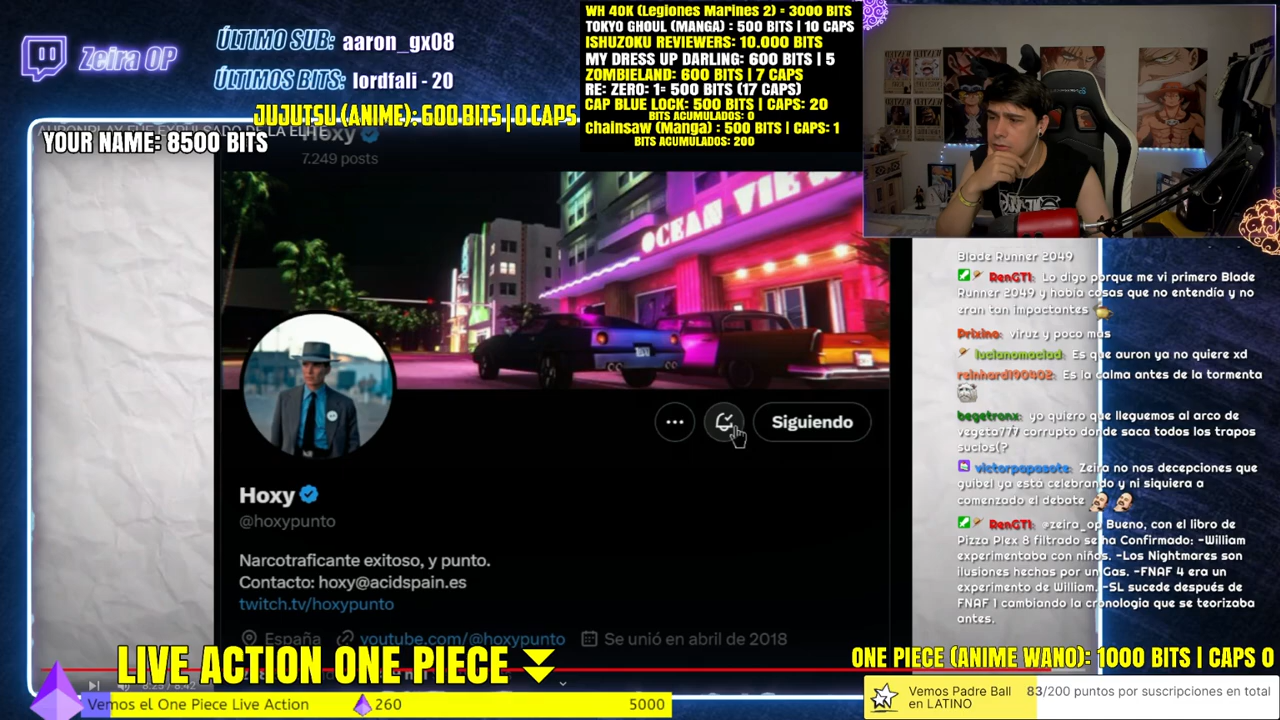 Zeira OP
ÚLTIMO SUB: aaron_gx08
ÚLTIMOS BITS: lordfali - 20
JUJUTSU (ANIME): 600 BITS | 0 CAPS
YOUR NAME: 8500 BITS
WH 40K (Legiones Marines 2) = 3000 BITS
TOKYO GHOUL (MANGA) : 500 BITS | 10 CAPS
ISHUZOKU REVIEWERS: 10.000 BITS
MY DRESS UP DARLING: 600 BITS | 5
ZOMBIELAND: 600 BITS | 7 CAPS
RE: ZERO: 1= 500 BITS (17 CAPS)
CAP BLUE LOCK: 500 BITS | CAPS: 20
BITS ACUMULADOS: 0
Chainsaw (Manga) : 500 BITS | CAPS: 1
BITS ACUMULADOS: 200
Hoxy
7.249 posts
OCEAN VIEW
Siguiendo
Hoxy
@hoxypunto
Narcotraficante exitoso, y punto.
Contacto: hoxy@acidspain.es
twitch.tv/hoxypunto
España youtube.com/@hoxypunto Se unió en abril de 2018
Blade Runner 2049
RenGT1: Lo digo porque me vi primero Blade
Runner 2049 y había cosas que no entendía y no
eran tan impactantes
Prixino: viruz y poco mas
lucianomaciad: Es que auron ya no quiere xd
reinhard190402: Es la calma antes de la tormenta
begetronx: yo quiero que lleguemos al arco de
vegeta777 corrupto donde saca todos los trapos
sucios(?
victorpapasote: Zeira no nos decepciones que
guibel ya está celebrando y ni siquiera a
comenzado el debate
RenGT1: @zeira_op Bueno, con el libro de
Pizza Plex 8 filtrado se ha Confirmado: -William
experimentaba con niños. -Los Nightmares son
ilusiones hechas por un Gas. -FNAF 4 era un
experimento de William. -SL sucede después de
FNAF 1 cambiando la cronologia que se teorizaba
antes.
LIVE ACTION ONE PIECE
Vemos el One Piece Live Action 260 5000
ONE PIECE (ANIME WANO): 1000 BITS | CAPS 0
Vemos Padre Ball
en LATINO
83/200 puntos por suscripciones en total